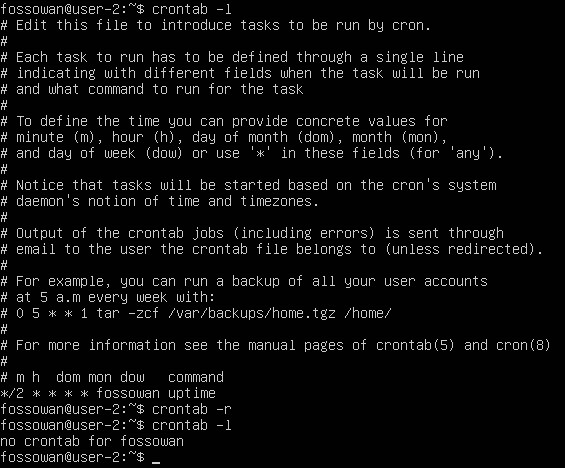 fossowan@user-2:~$ crontab -l
# Edit this file to introduce tasks to be run by cron.
#
# Each task to run has to be defined through a single line
# indicating with different fields when the task will be run
# and what command to run for the task
#
# To define the time you can provide concrete values for
# minute (m), hour (h), day of month (dom), month (mon),
# and day of week (dow) or use '*' in these fields (for 'any').
#
# Notice that tasks will be started based on the cron's system
# daemon's notion of time and timezones.
#
# Output of the crontab jobs (including errors) is sent through
# email to the user the crontab file belongs to (unless redirected).
#
# For example, you can run a backup of all your user accounts
# at 5 a.m every week with:
# 0 5 * * 1 tar -zcf /var/backups/home.tgz /home/
#
# For more information see the manual pages of crontab(5) and cron(8)
#
# m h  dom mon dow   command
*/2 * * * * fossowan uptime
fossowan@user-2:~$ crontab -r
fossowan@user-2:~$ crontab -l
no crontab for fossowan
fossowan@user-2:~$ _